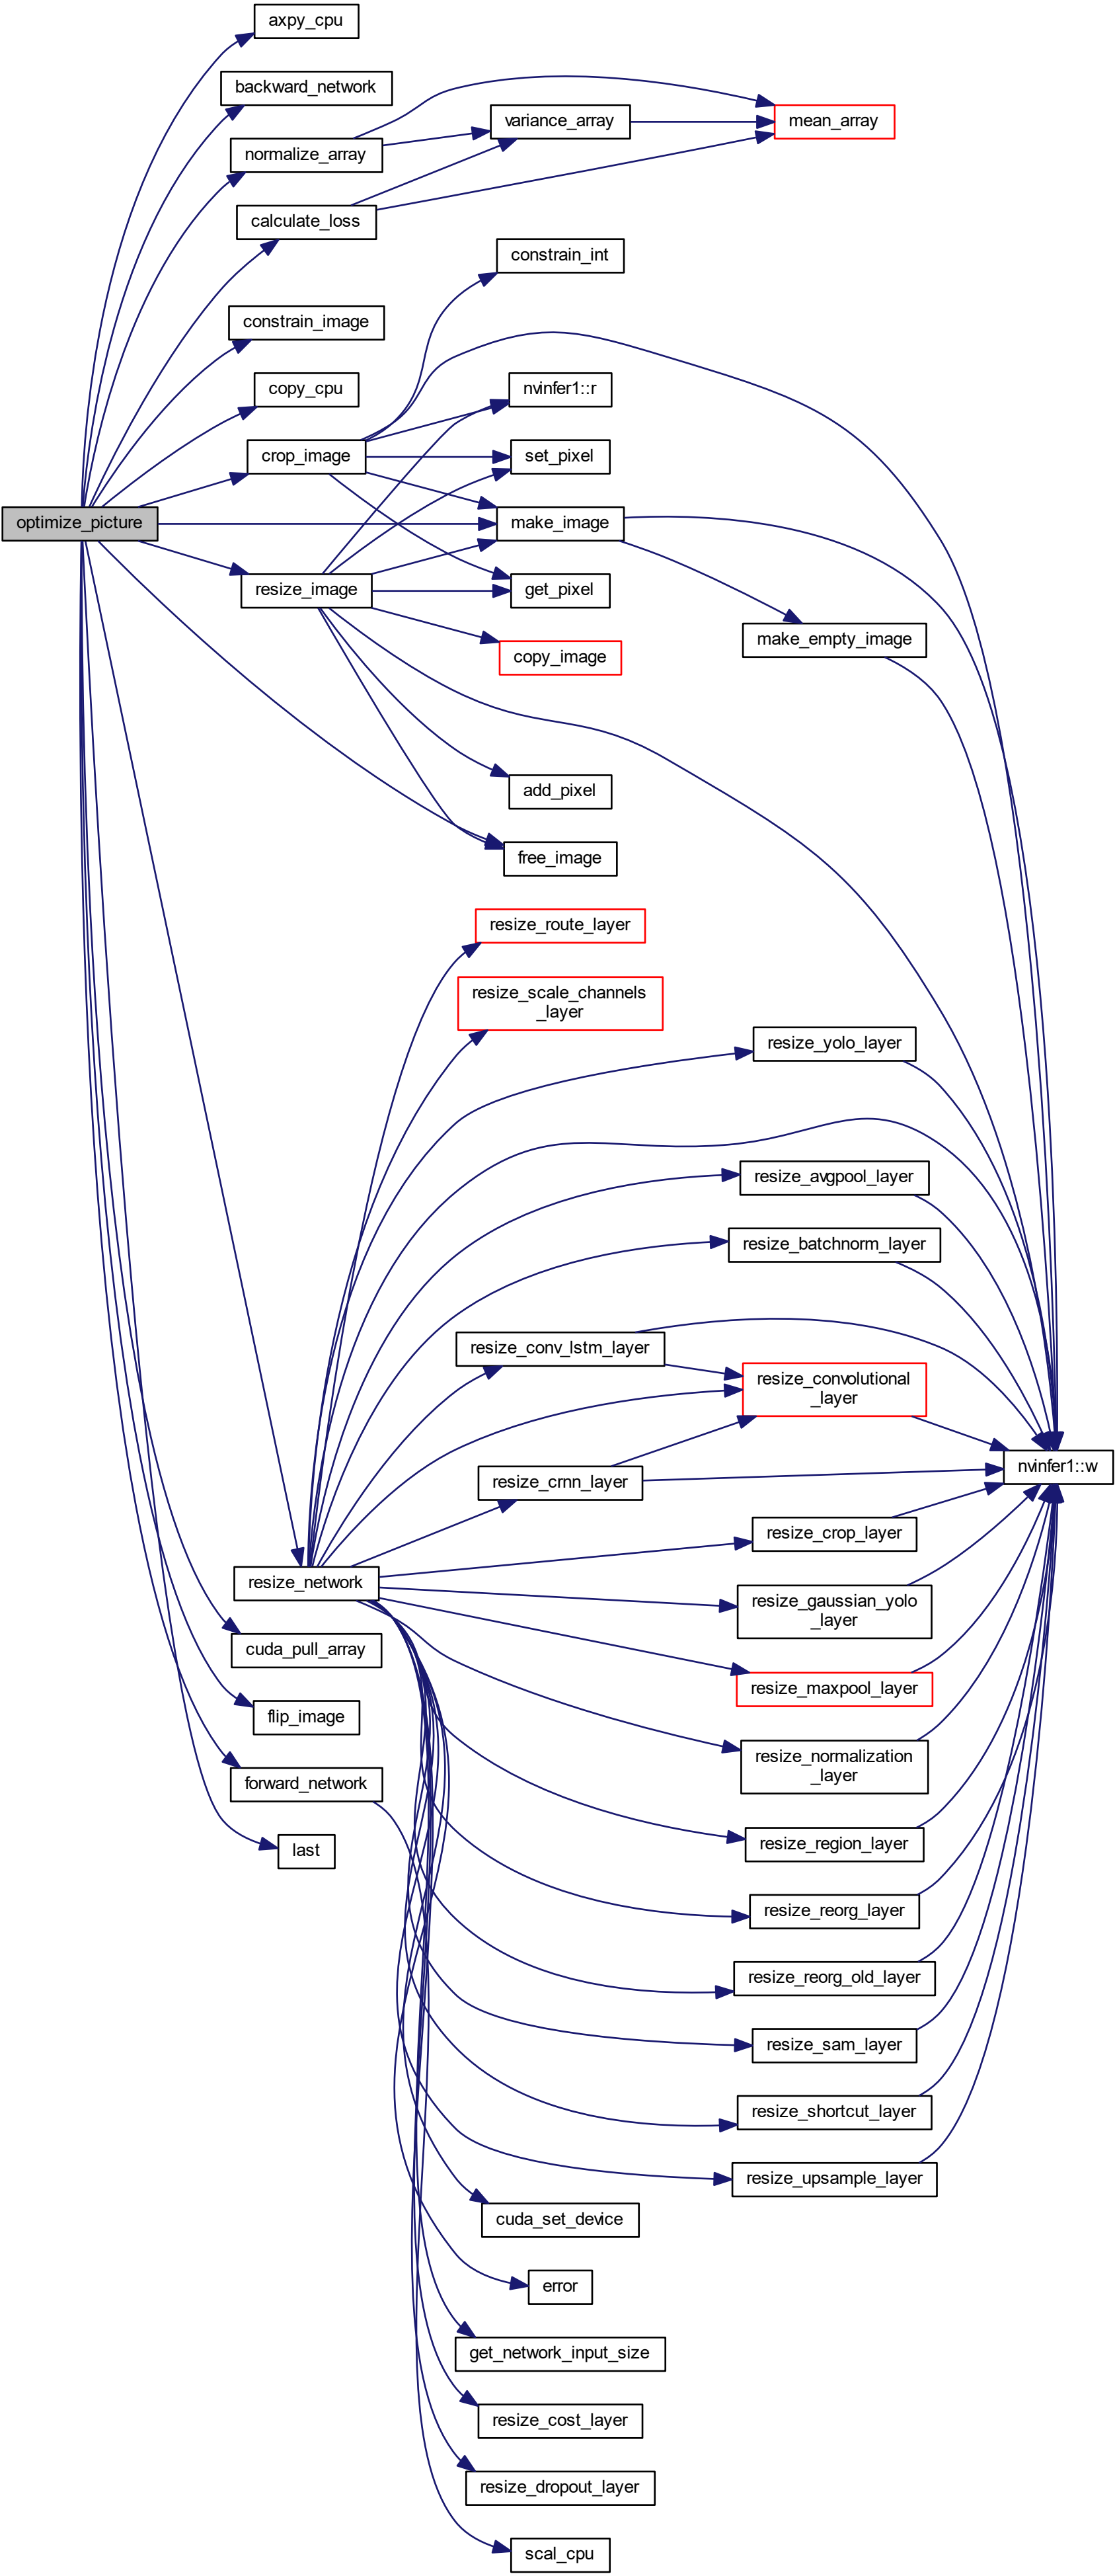 axpy_cpu
backward_network
variance_array
mean_array
normalize_array
calculate_loss
constrain_int
constrain_image
copy_cpu
nvinfer1::r
crop_image
set_pixel
optimize_picture
make_image
resize_image
get_pixel
make_empty_image
copy_image
add_pixel
free_image
resize_route_layer
resize_scale_channels
_layer
resize_yolo_layer
resize_avgpool_layer
resize_batchnorm_layer
resize_conv_lstm_layer
resize_convolutional
_layer
nvinfer1::w
resize_crnn_layer
resize_crop_layer
resize_network
resize_gaussian_yolo
_layer
cuda_pull_array
resize_maxpool_layer
flip_image
resize_normalization
_layer
forward_network
resize_region_layer
last
resize_reorg_layer
resize_reorg_old_layer
resize_sam_layer
resize_shortcut_layer
resize_upsample_layer
cuda_set_device
error
get_network_input_size
resize_cost_layer
resize_dropout_layer
scal_cpu